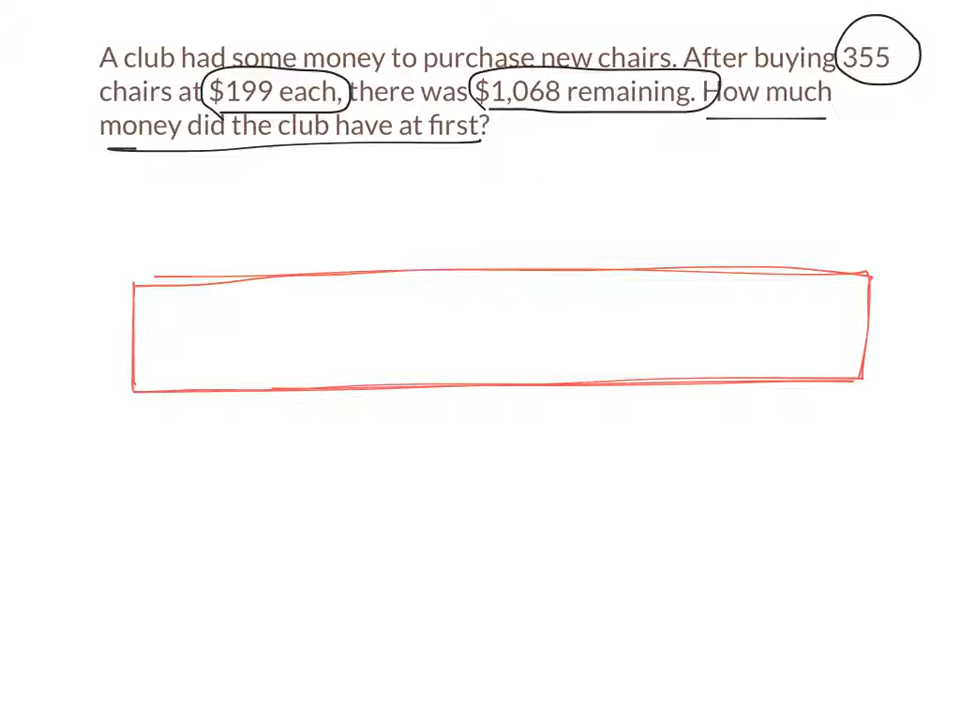 A club had some money to purchase new chairs. After buying 355
chairs at $199 each, there was $1,068 remaining. How much
money did the club have at first?